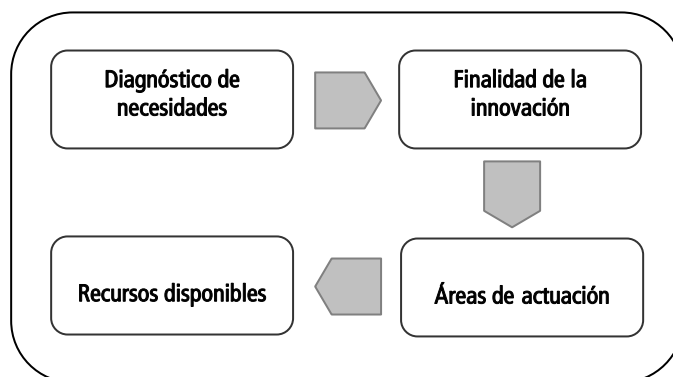 Diagnóstico de
necesidades
Finalidad de la
innovación
Áreas de actuación
Recursos disponibles